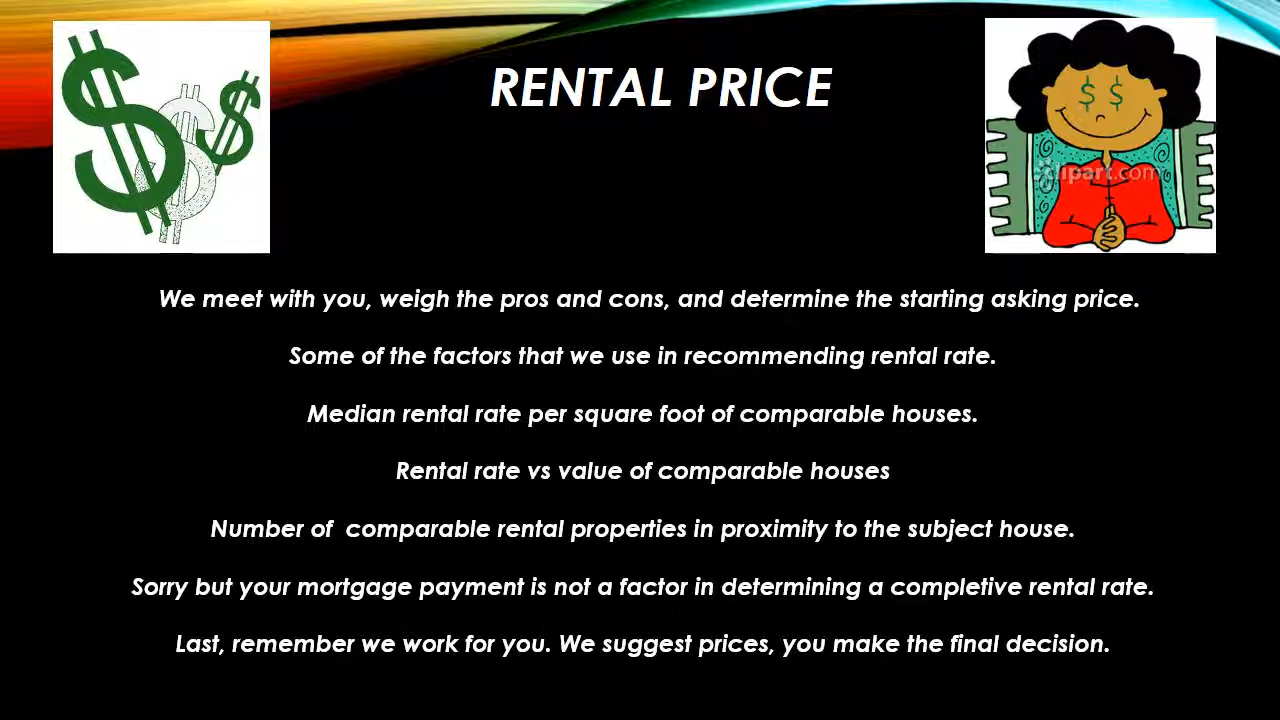 RENTAL PRICE
clipart.com
We meet with you, weigh the pros and cons, and determine the starting asking price.
Some of the factors that we use in recommending rental rate.
Median rental rate per square foot of comparable houses.
Rental rate vs value of comparable houses
Number of  comparable rental properties in proximity to the subject house.
Sorry but your mortgage payment is not a factor in determining a completive rental rate.
Last, remember we work for you. We suggest prices, you make the final decision.